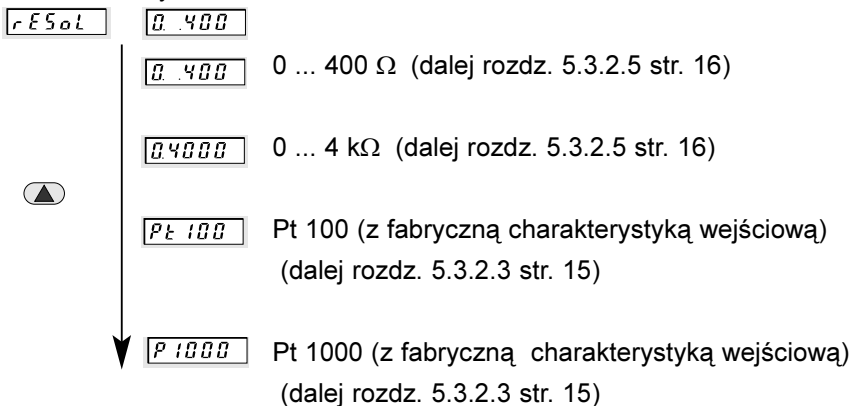 rESoL 0. .400
0. .400 0 ... 400 Ω (dalej rozdz. 5.3.2.5 str. 16)
0.4000 0 ... 4 kΩ (dalej rozdz. 5.3.2.5 str. 16)
Pt 100 Pt 100 (z fabryczną charakterystyką wejściową)
(dalej rozdz. 5.3.2.3 str. 15)
P1000 Pt 1000 (z fabryczną charakterystyką wejściową)
(dalej rozdz. 5.3.2.3 str. 15)